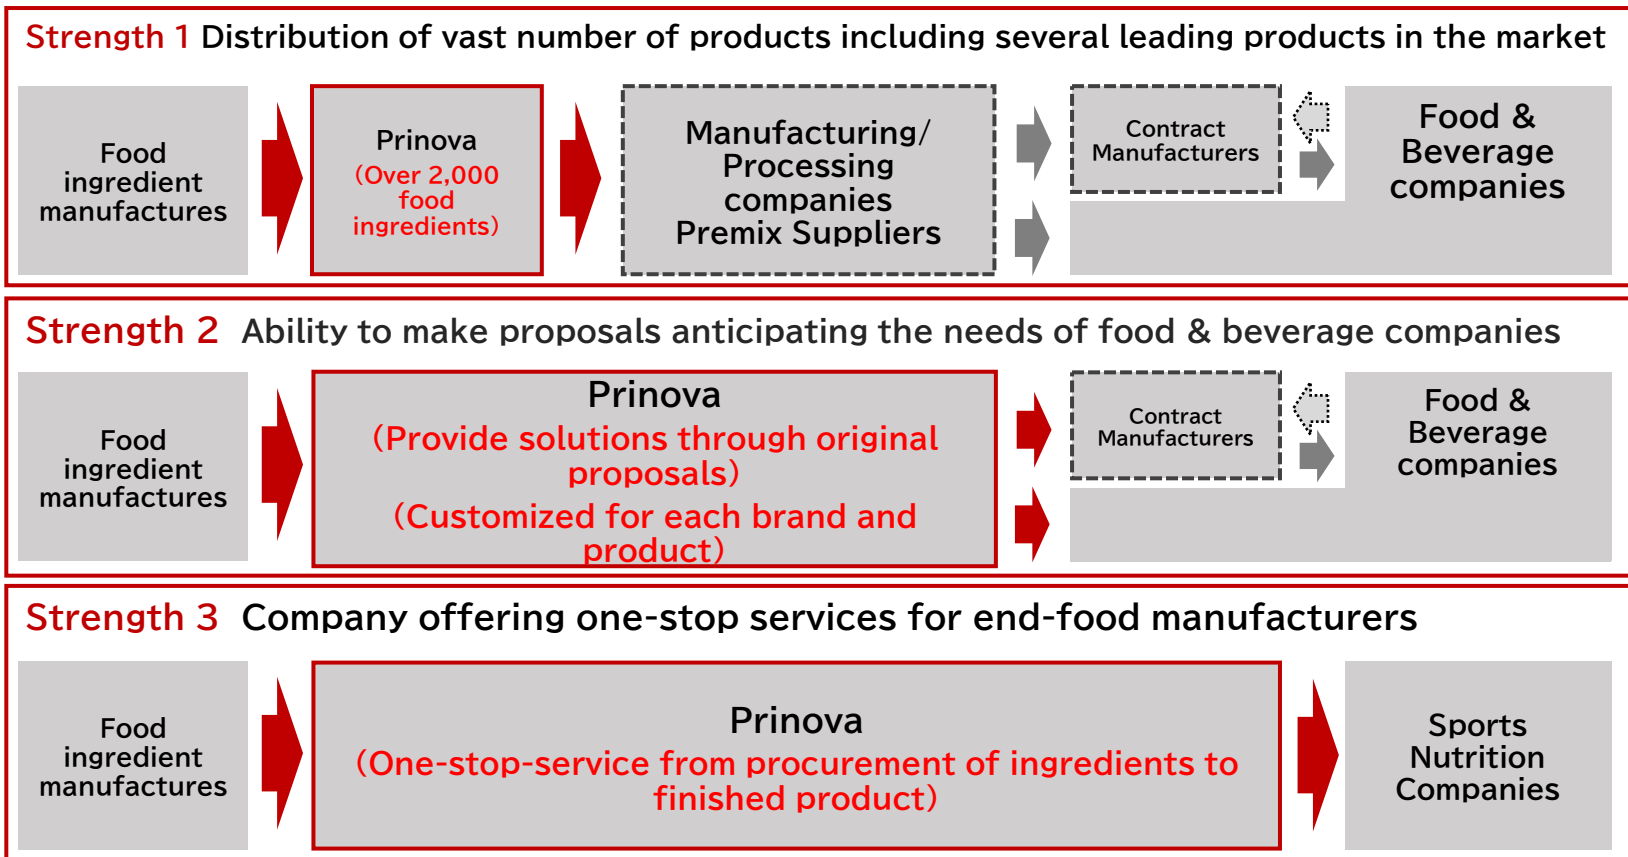 Strength 1 Distribution of vast number of products including several leading products in the market
Food
ingredient
manufactures
Prinova
(Over 2,000
food
ingredients)
Manufacturing/
Processing
companies
Premix Suppliers
Contract
Manufacturers
Food &
Beverage
companies
Strength 2 Ability to make proposals anticipating the needs of food & beverage companies
Food
ingredient
manufactures
Prinova
(Provide solutions through original
proposals)
(Customized for each brand and
product)
Contract
Manufacturers
Food &
Beverage
companies
Strength 3 Company offering one-stop services for end-food manufacturers
Food
ingredient
manufactures
Prinova
(One-stop-service from procurement of ingredients to
finished product)
Sports
Nutrition
Companies